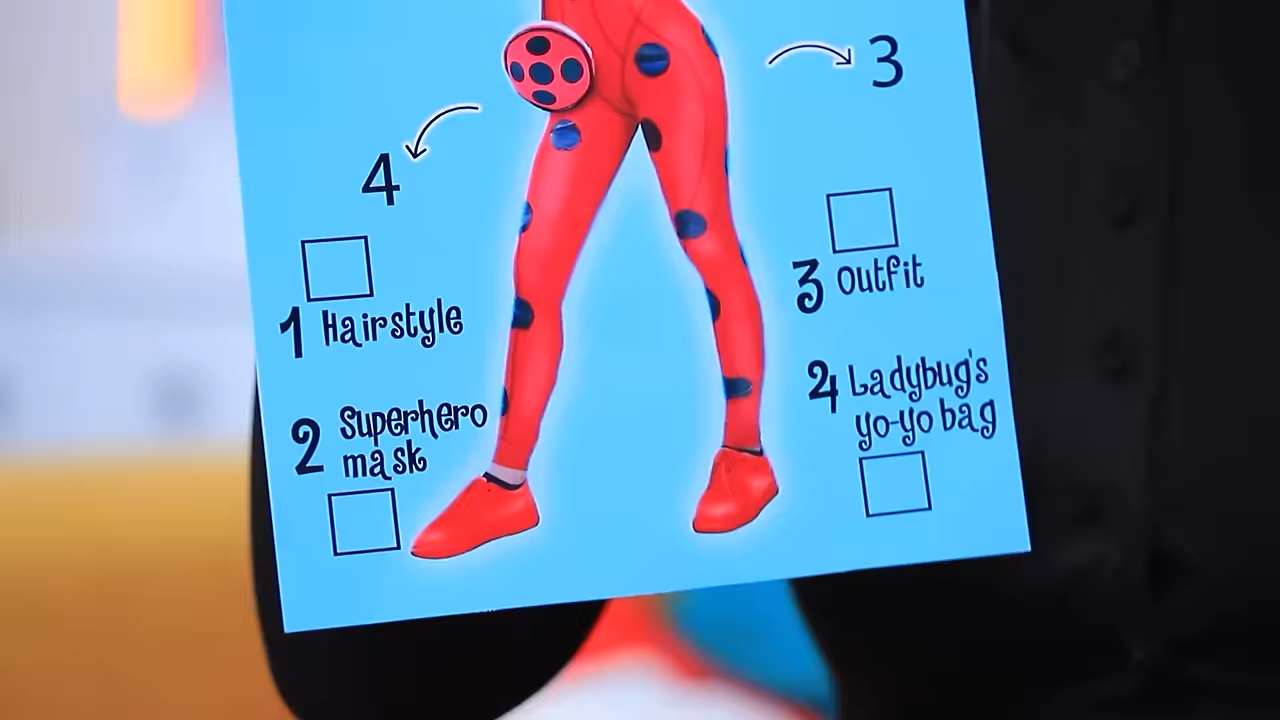 3
4
1 Hairstyle
2 Superhero
mask
3 Outfit
4 Ladybug's
yo-yo bag